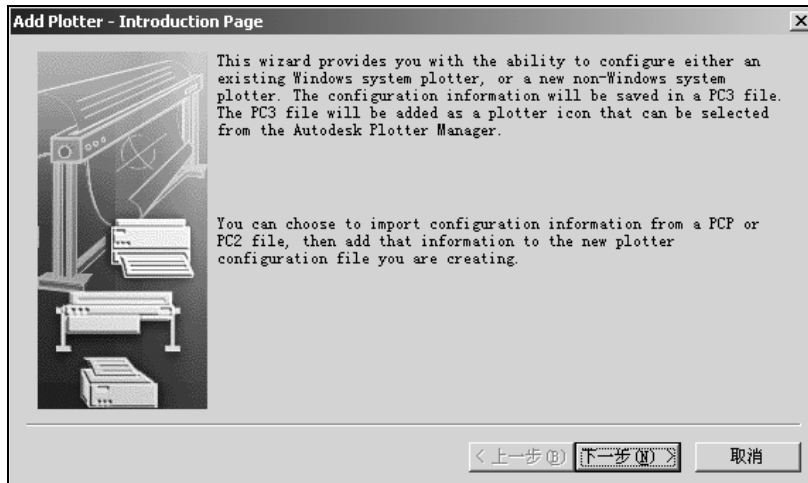 Add Plotter - Introduction Page
This wizard provides you with the ability to configure either an
existing Windows system plotter, or a new non-Windows system
plotter. The configuration information will be saved in a PC3 file.
The PC3 file will be added as a plotter icon that can be selected
from the Autodesk Plotter Manager.
You can choose to import configuration information from a PCP or
PC2 file, then add that information to the new plotter
configuration file you are creating.
< 上一步(B) 下一步(N) > 取消